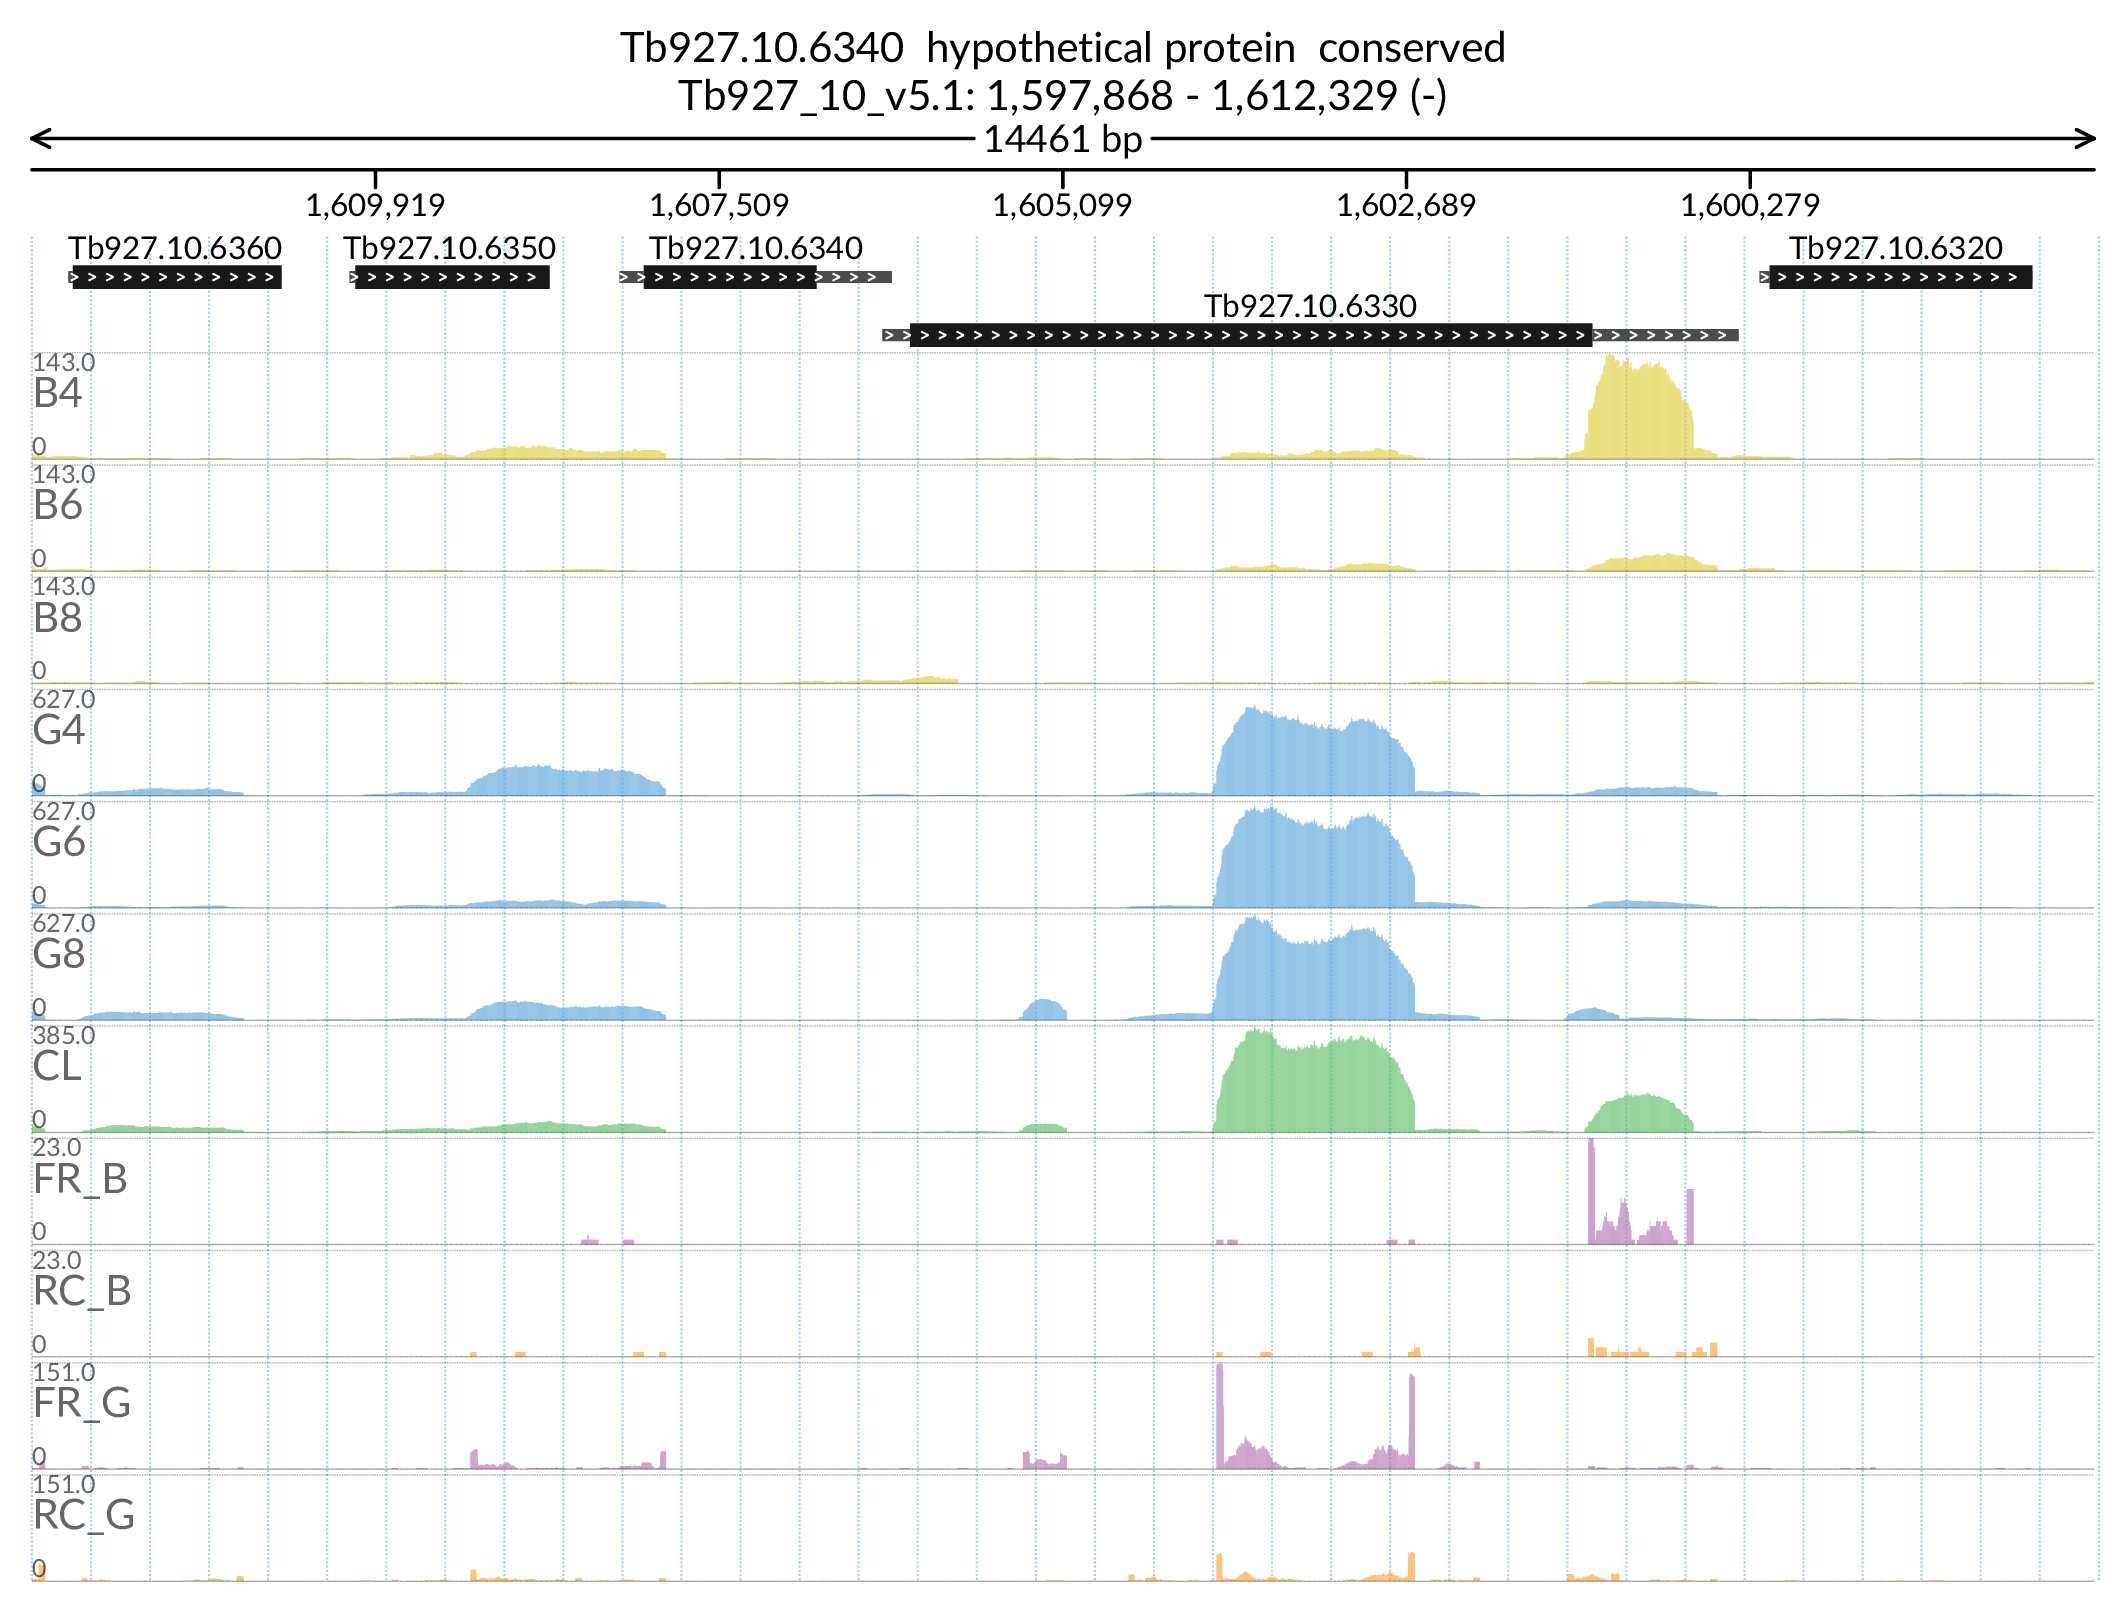 Tb927.10.6340  hypothetical protein  conserved
Tb927_10_v5.1: 1,597,868 - 1,612,329 (-)
14461 bp
1,609,919 1,607,509 1,605,099 1,602,689 1,600,279
Tb927.10.6360 Tb927.10.6350 Tb927.10.6340 Tb927.10.6320
Tb927.10.6330
143.0
B4
0
143.0
B6
0
143.0
B8
0
627.0
G4
0
627.0
G6
0
627.0
G8
0
385.0
CL
0
23.0
FR_B
0
23.0
RC_B
0
151.0
FR_G
0
151.0
RC_G
0